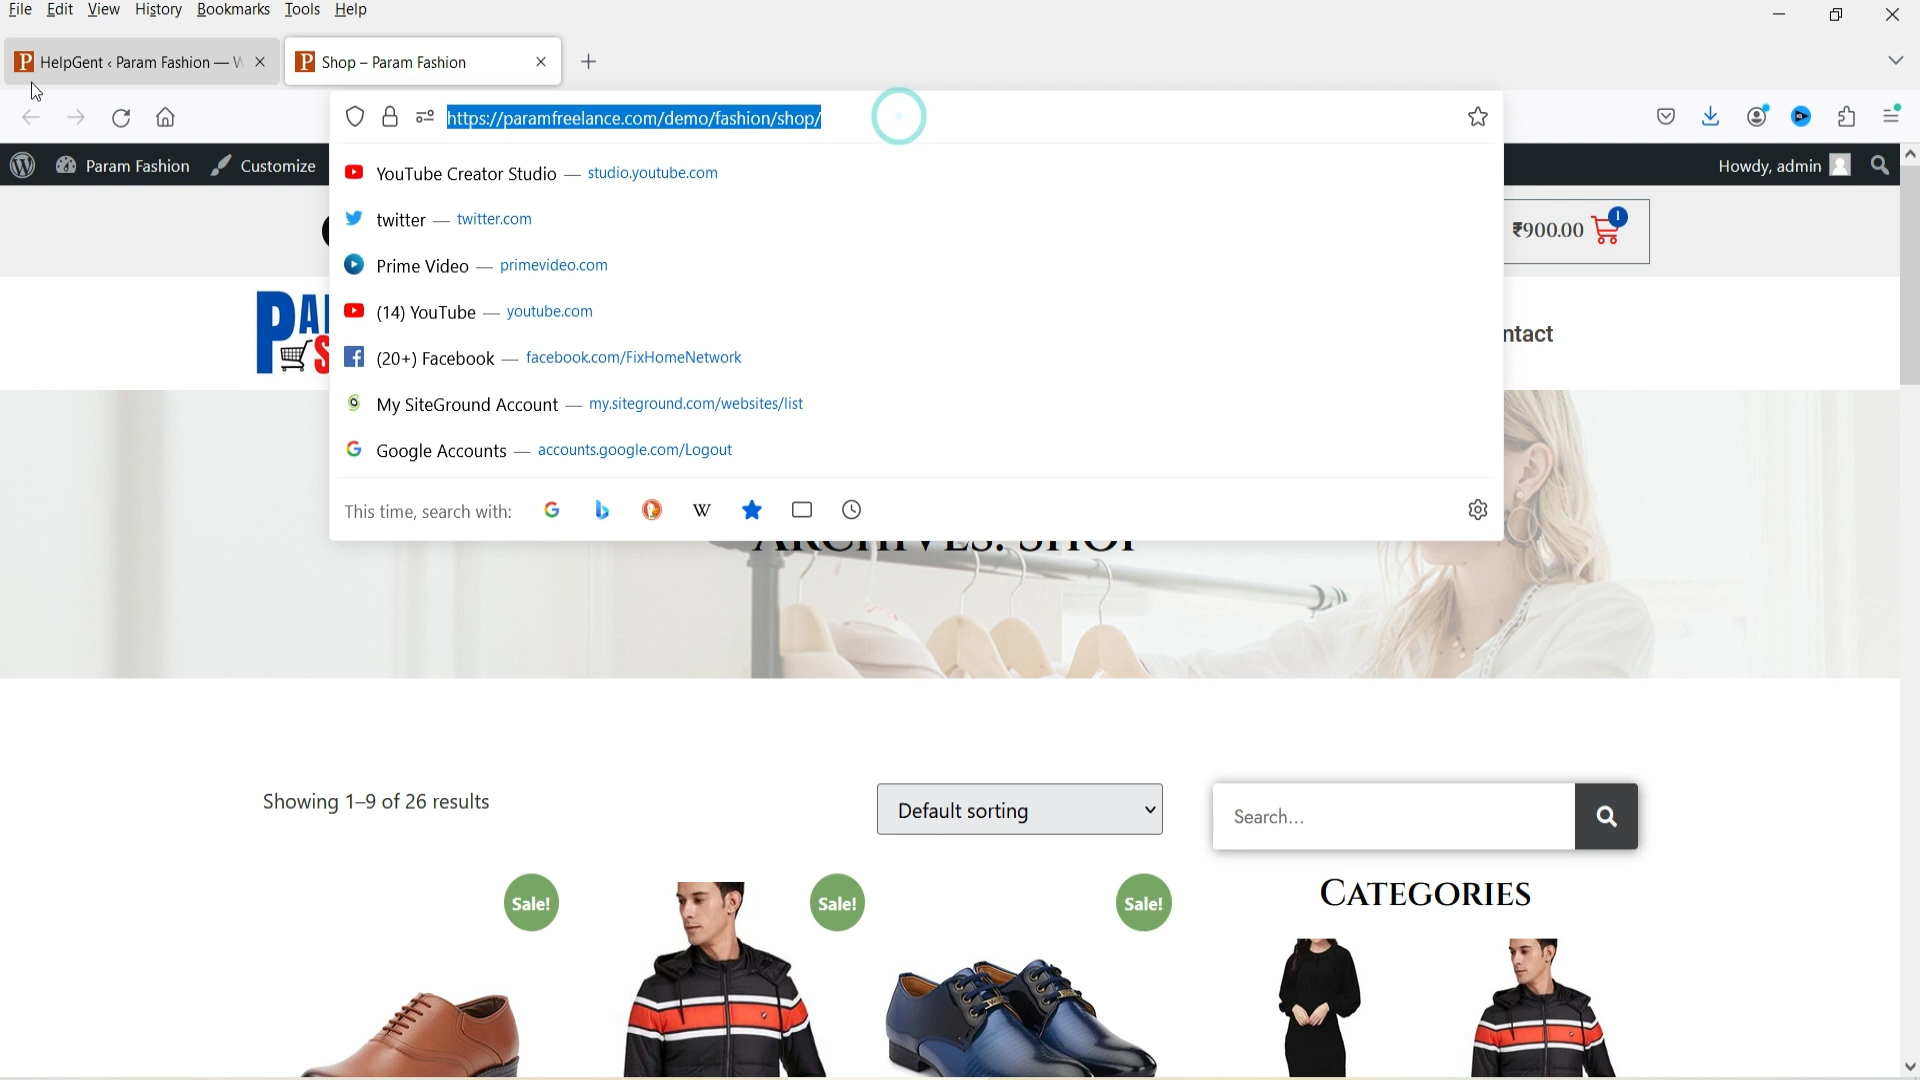 File Edit View History Bookmarks Tools Help
HelpGent ‹ Param Fashion — W
Shop – Param Fashion
https://paramfreelance.com/demo/fashion/shop/
Param Fashion Customize
Howdy, admin
YouTube Creator Studio — studio.youtube.com
twitter — twitter.com
Prime Video — primevideo.com
(14) YouTube — youtube.com
(20+) Facebook — facebook.com/FixHomeNetwork
My SiteGround Account — my.siteground.com/websites/list
Google Accounts — accounts.google.com/Logout
This time, search with:
₹900.00 1
PA
S
ntact
ARCHIVES: SHOP
Showing 1–9 of 26 results
Default sorting
Search...
Sale!
Sale!
Sale!
CATEGORIES